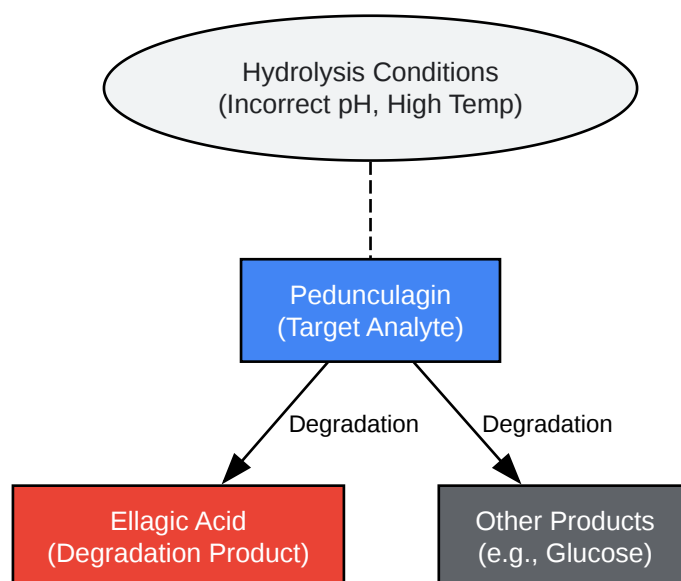 Hydrolysis Conditions
(Incorrect pH, High Temp)
Pedunculagin
(Target Analyte)
Degradation
Degradation
Ellagic Acid
(Degradation Product)
Other Products
(e.g., Glucose)